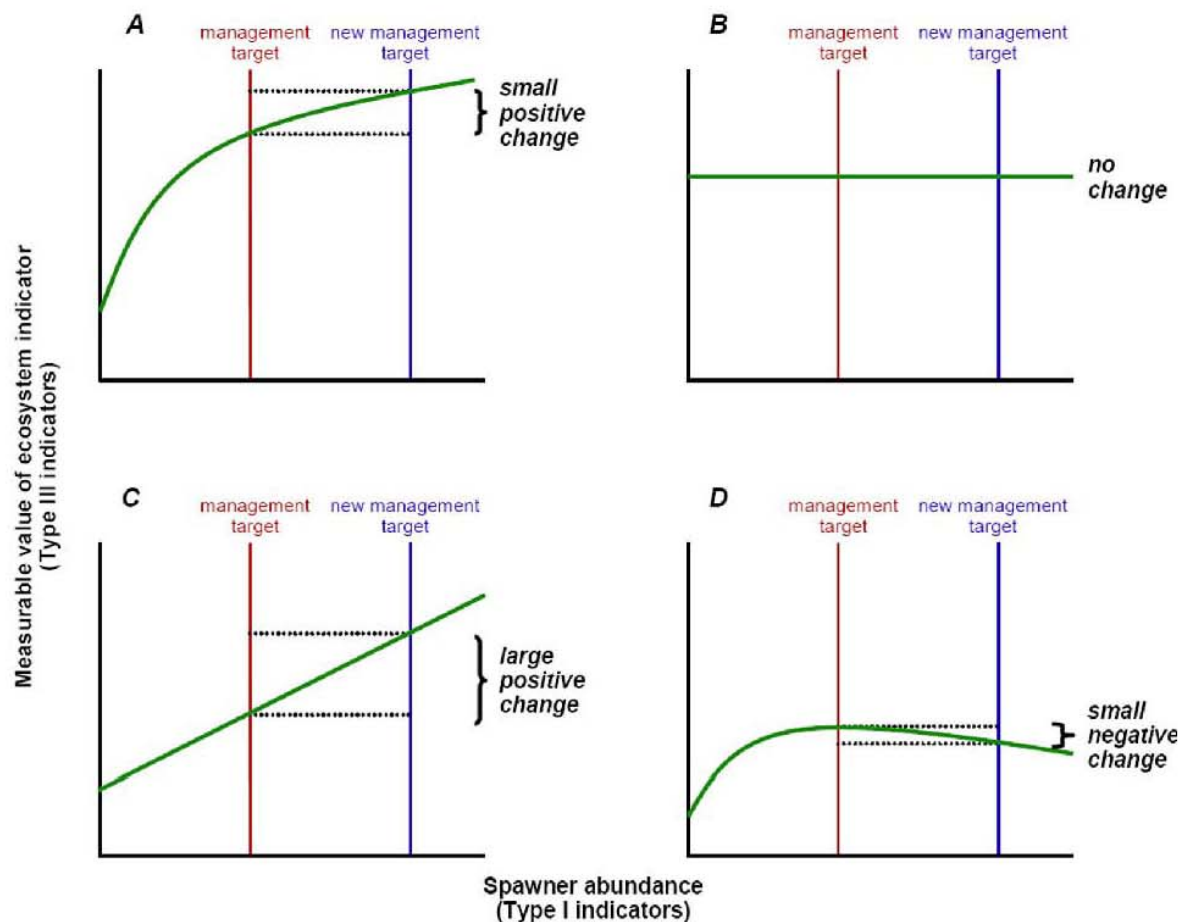 A
management
target
new management
target
small
positive
change
B
management
target
new management
target
no
change
Measurable value of ecosystem indicator
(Type III indicators)
C
management
target
new management
target
large
positive
change
D
management
target
new management
target
small
negative
change
Spawner abundance
(Type I indicators)